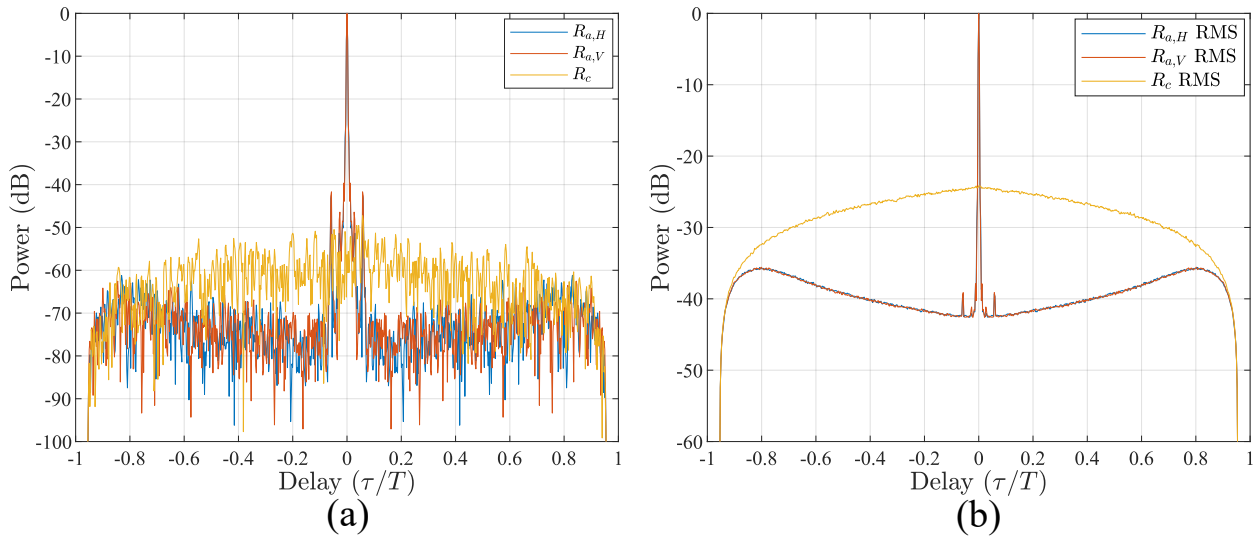 0
-10
-20
-30
-40
-50
-60
-70
-80
-90
-100
Power (dB)
-1 -0.8 -0.6 -0.4 -0.2 0 0.2 0.4 0.6 0.8 1
Delay (τ/T)
R_{a,H}
R_{a,V}
R_c
(a)
0
-10
-20
-30
-40
-50
-60
Power (dB)
-1 -0.8 -0.6 -0.4 -0.2 0 0.2 0.4 0.6 0.8 1
Delay (τ/T)
R_{a,H} RMS
R_{a,V} RMS
R_c RMS
(b)